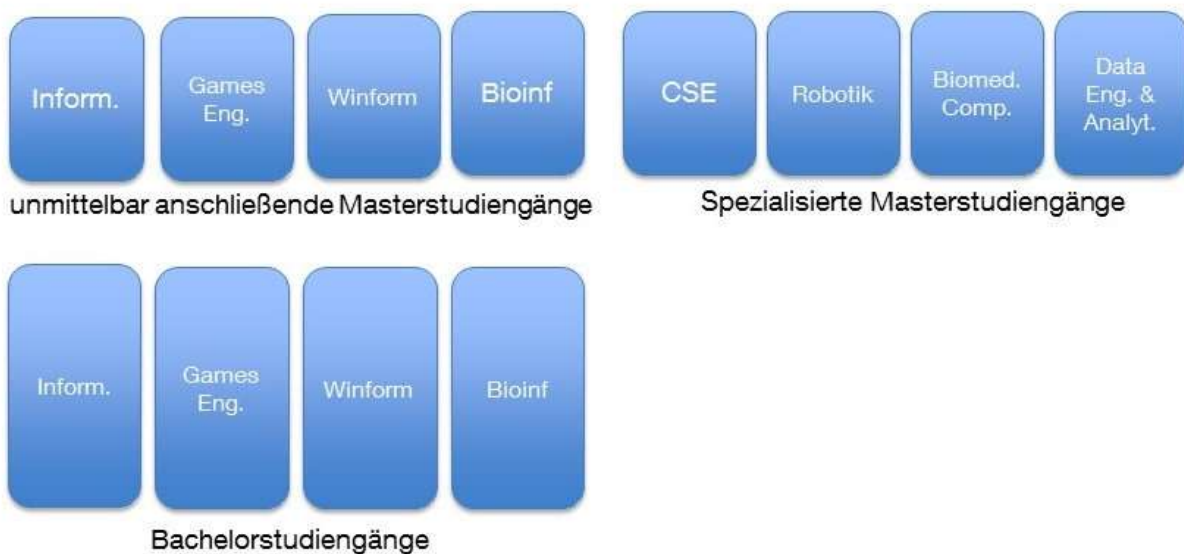 Inform.
Games
Eng.
Winform
Bioinf
unmittelbar anschließende Masterstudiengänge
CSE
Robotik
Biomed.
Comp.
Data
Eng. &
Analyt.
Spezialisierte Masterstudiengänge
Inform.
Games
Eng.
Winform
Bioinf
Bachelorstudiengänge